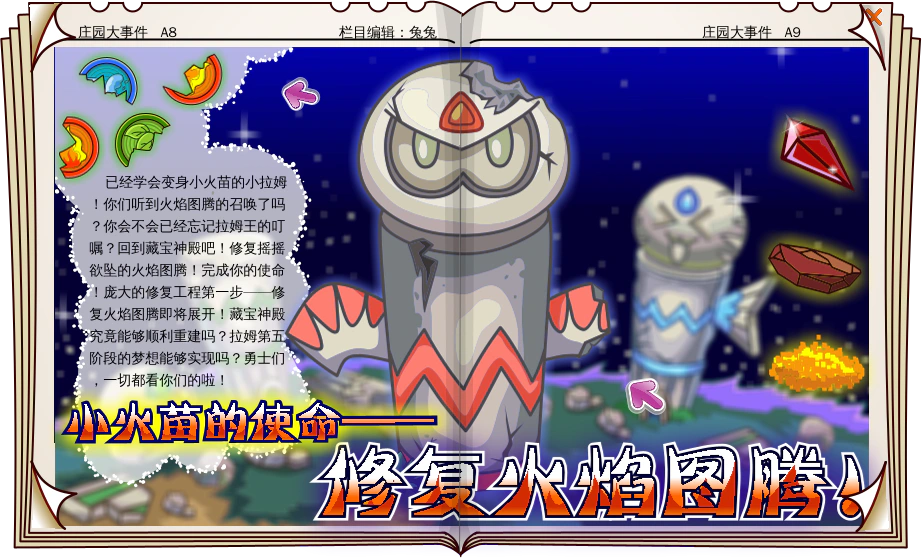 庄园大事件 A8
栏目编辑：兔兔
庄园大事件 A9
已经学会变身小火苗的小拉姆
！你们听到火焰图腾的召唤了吗
？你会不会已经忘记拉姆王的叮
嘱？回到藏宝神殿吧！修复摇摇
欲坠的火焰图腾！完成你的使命
！庞大的修复工程第一步——修
复火焰图腾即将展开！藏宝神殿
究竟能够顺利重建吗？拉姆第五
阶段的梦想能够实现吗？勇士们
，一切都看你们的啦！
小火苗的使命——
修复火焰图腾！